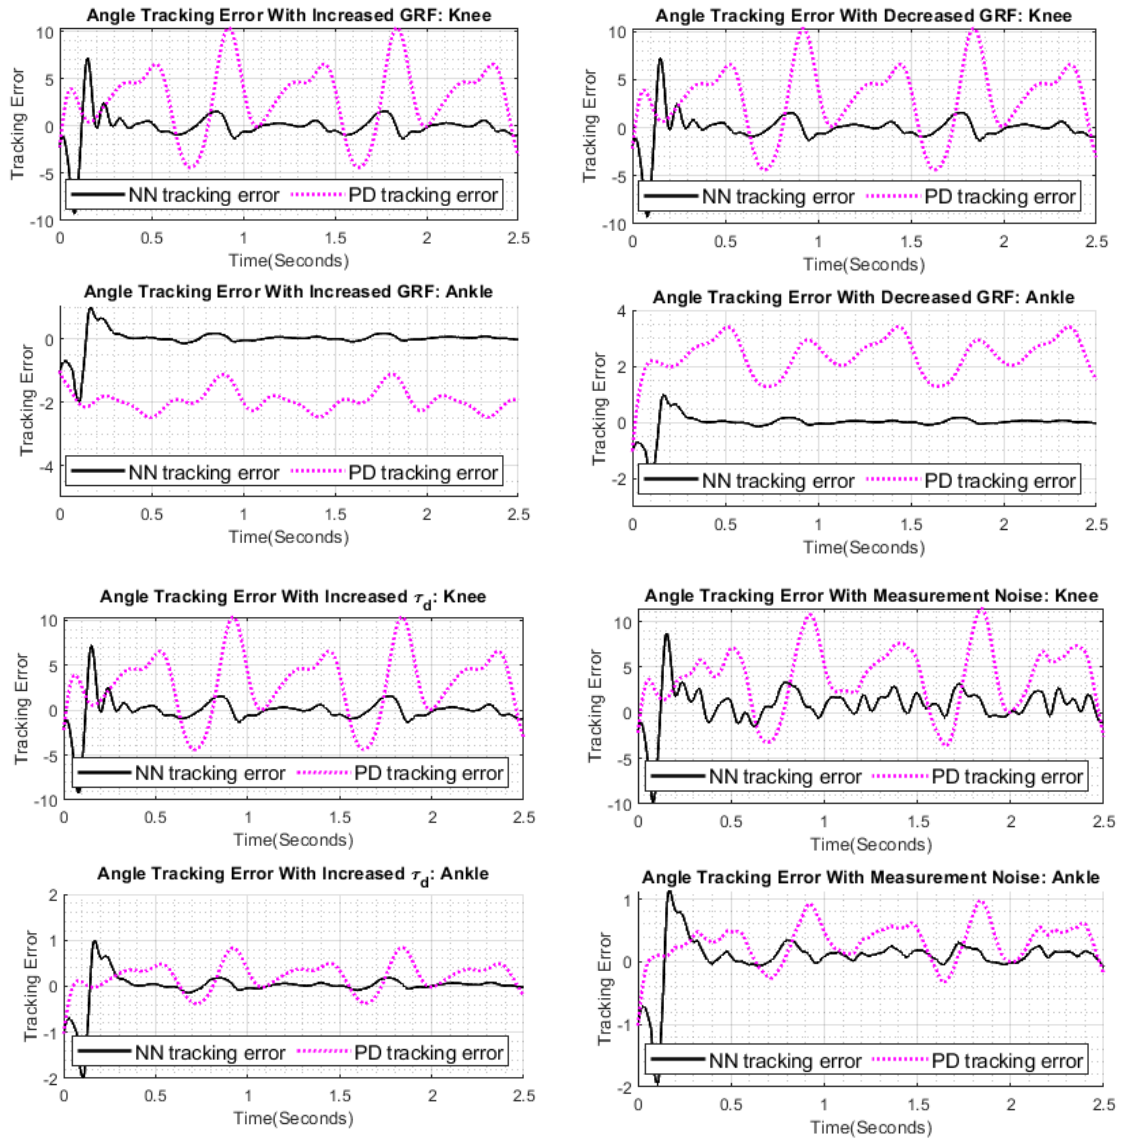 Angle Tracking Error With Increased GRF: Knee
10
5
0
-5
-10
Tracking Error
NN tracking error PD tracking error
0 0.5 1 1.5 2 2.5
Time(Seconds)
Angle Tracking Error With Decreased GRF: Knee
10
5
0
-5
-10
Tracking Error
NN tracking error PD tracking error
0 0.5 1 1.5 2 2.5
Time(Seconds)
Angle Tracking Error With Increased GRF: Ankle
0
-2
-4
Tracking Error
NN tracking error PD tracking error
0 0.5 1 1.5 2 2.5
Time(Seconds)
Angle Tracking Error With Decreased GRF: Ankle
4
2
0
-2
Tracking Error
NN tracking error PD tracking error
0 0.5 1 1.5 2 2.5
Time(Seconds)
Angle Tracking Error With Increased τd: Knee
10
5
0
-5
-10
Tracking Error
NN tracking error PD tracking error
0 0.5 1 1.5 2 2.5
Time(Seconds)
Angle Tracking Error With Measurement Noise: Knee
10
5
0
-5
-10
Tracking Error
NN tracking error PD tracking error
0 0.5 1 1.5 2 2.5
Time(Seconds)
Angle Tracking Error With Increased τd: Ankle
2
1
0
-1
-2
Tracking Error
NN tracking error PD tracking error
0 0.5 1 1.5 2 2.5
Time(Seconds)
Angle Tracking Error With Measurement Noise: Ankle
1
0
-1
-2
Tracking Error
NN tracking error PD tracking error
0 0.5 1 1.5 2 2.5
Time(Seconds)